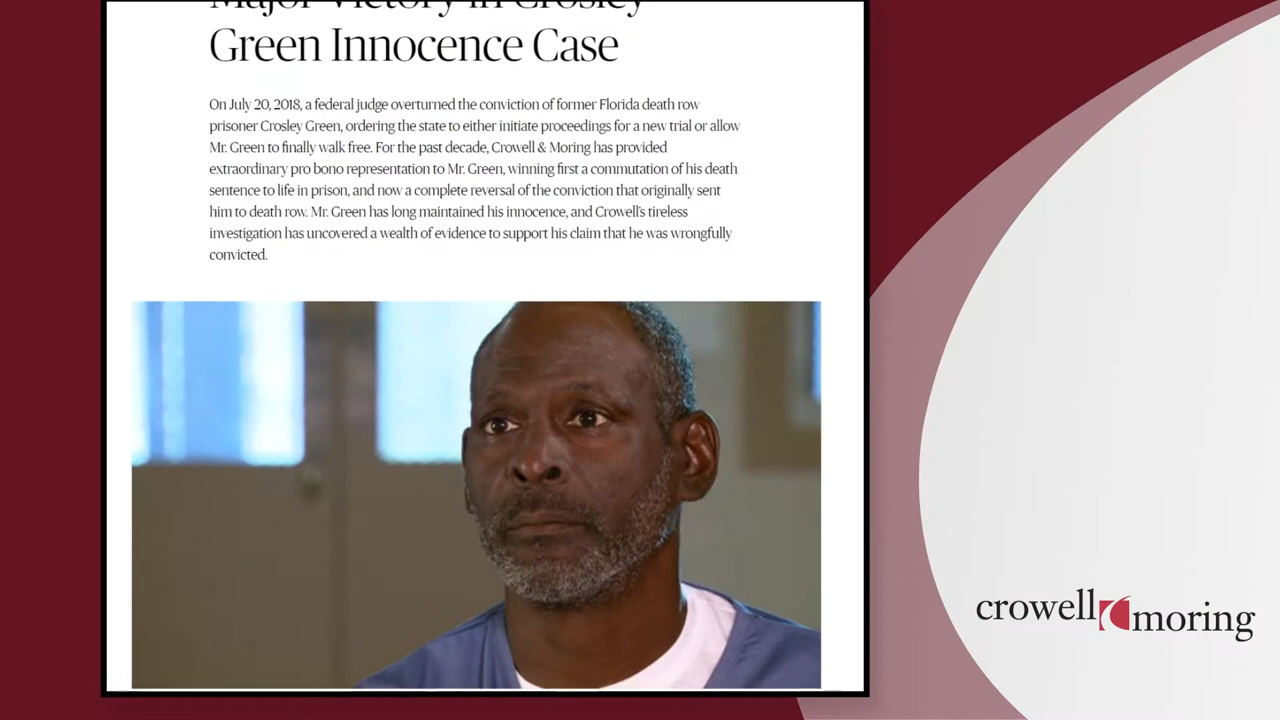 Major Victory in Crosley
Green Innocence Case
On July 20, 2018, a federal judge overturned the conviction of former Florida death row
prisoner Crosley Green, ordering the state to either initiate proceedings for a new trial or allow
Mr. Green to finally walk free. For the past decade, Crowell & Moring has provided
extraordinary pro bono representation to Mr. Green, winning first a commutation of his death
sentence to life in prison, and now a complete reversal of the conviction that originally sent
him to death row. Mr. Green has long maintained his innocence, and Crowell's tireless
investigation has uncovered a wealth of evidence to support his claim that he was wrongfully
convicted.
crowell moring